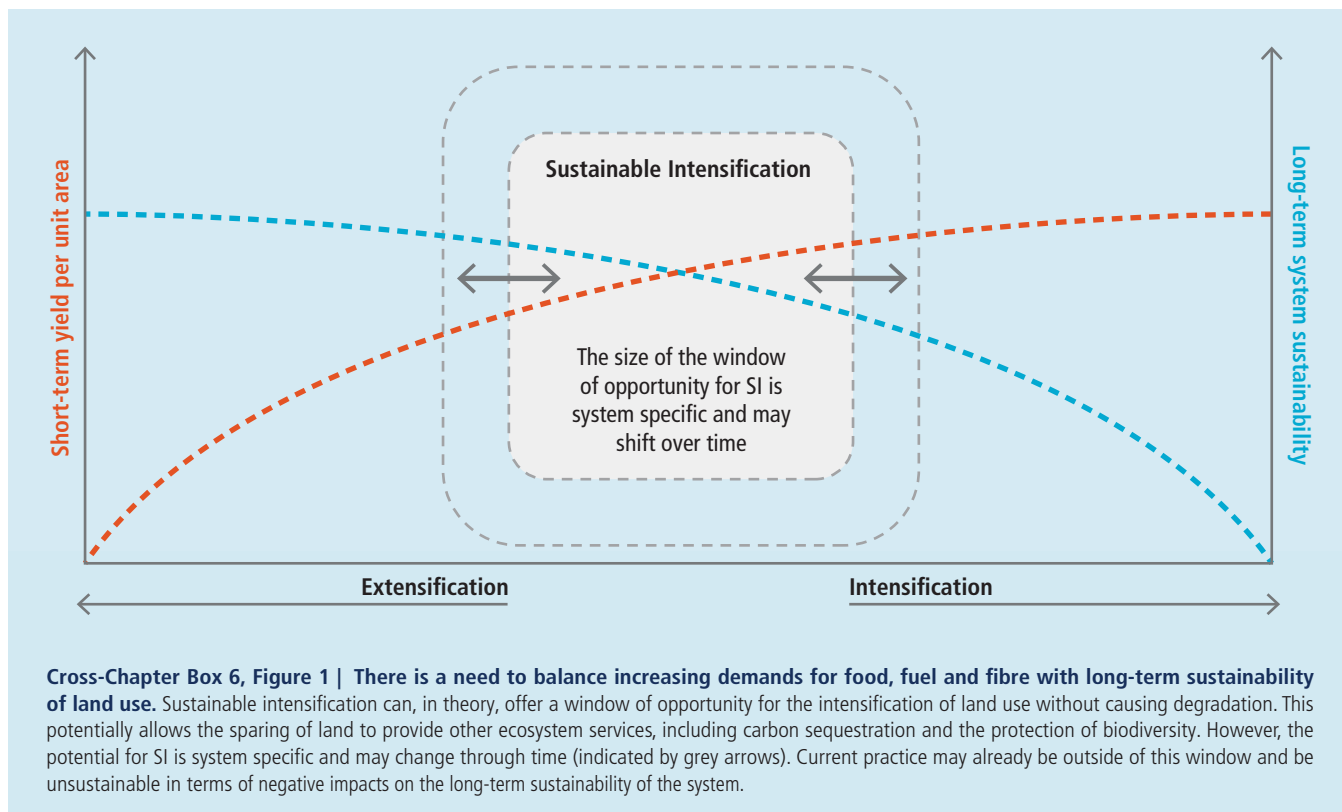 Short-term yield per unit area
Sustainable Intensification
The size of the window
of opportunity for SI is
system specific and may
shift over time
Long-term system sustainability
Extensification
Intensification
Cross-Chapter Box 6, Figure 1 | There is a need to balance increasing demands for food, fuel and fibre with long-term sustainability
of land use. Sustainable intensification can, in theory, offer a window of opportunity for the intensification of land use without causing degradation. This
potentially allows the sparing of land to provide other ecosystem services, including carbon sequestration and the protection of biodiversity. However, the
potential for SI is system specific and may change through time (indicated by grey arrows). Current practice may already be outside of this window and be
unsustainable in terms of negative impacts on the long-term sustainability of the system.